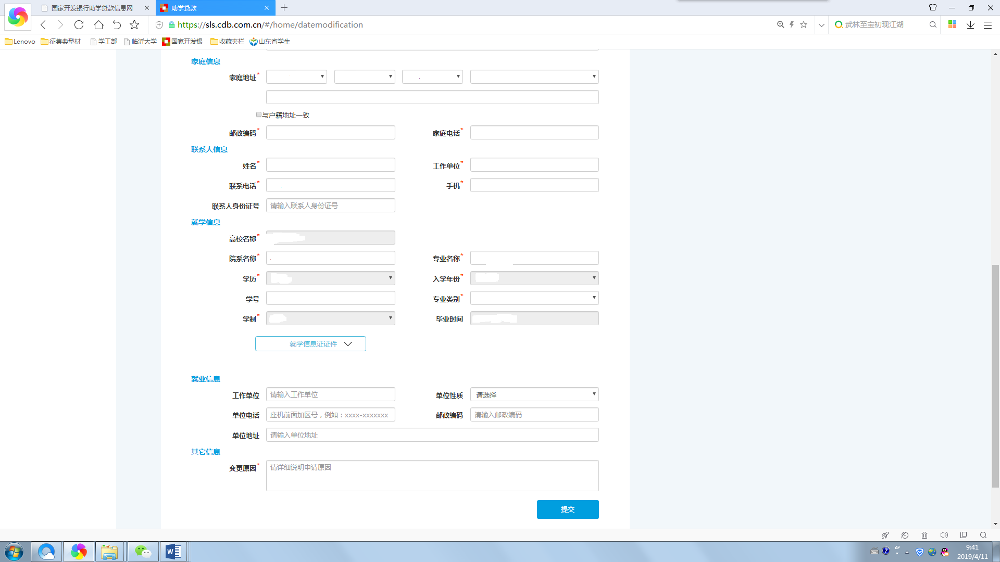 国家开发银行助学贷款信息网
助学贷款
https://sls.cdb.com.cn/#/home/datemodification
武林至宝初现江湖
Lenovo 征集典型材 学工部 临沂大学 国家开发银 收藏夹栏 山东省学生
家庭信息
家庭地址*
与户籍地址一致
邮政编码* 家庭电话*
联系人信息
姓名* 工作单位*
联系电话* 手机*
联系人身份证号 请输入联系人身份证号
就学信息
高校名称*
院系名称* 专业名称*
学历* 入学年份*
学号 专业类别*
学制* 毕业时间
就学信息证证件
就业信息
工作单位 请输入工作单位 单位性质 请选择
单位电话 座机前面加区号，例如：xxxx-xxxxxxx 邮政编码 请输入邮政编码
单位地址 请输入单位地址
其它信息
变更原因* 请详细说明申请原因
提交
9:41
2019/4/11